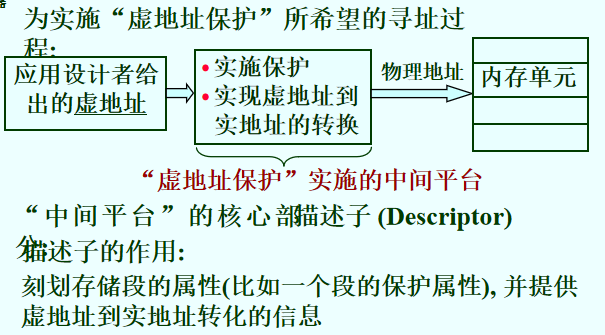 为实施“虚地址保护”所希望的寻址过
程:
应用设计者给
出的虚地址
•实施保护
•实现虚地址到
实地址的转换
物理地址
内存单元
“虚地址保护”实施的中间平台
“中间平台”的核心部
分:
描述子(Descriptor)
描述子的作用:
刻划存储段的属性(比如一个段的保护属性), 并提供
虚地址到实地址转化的信息